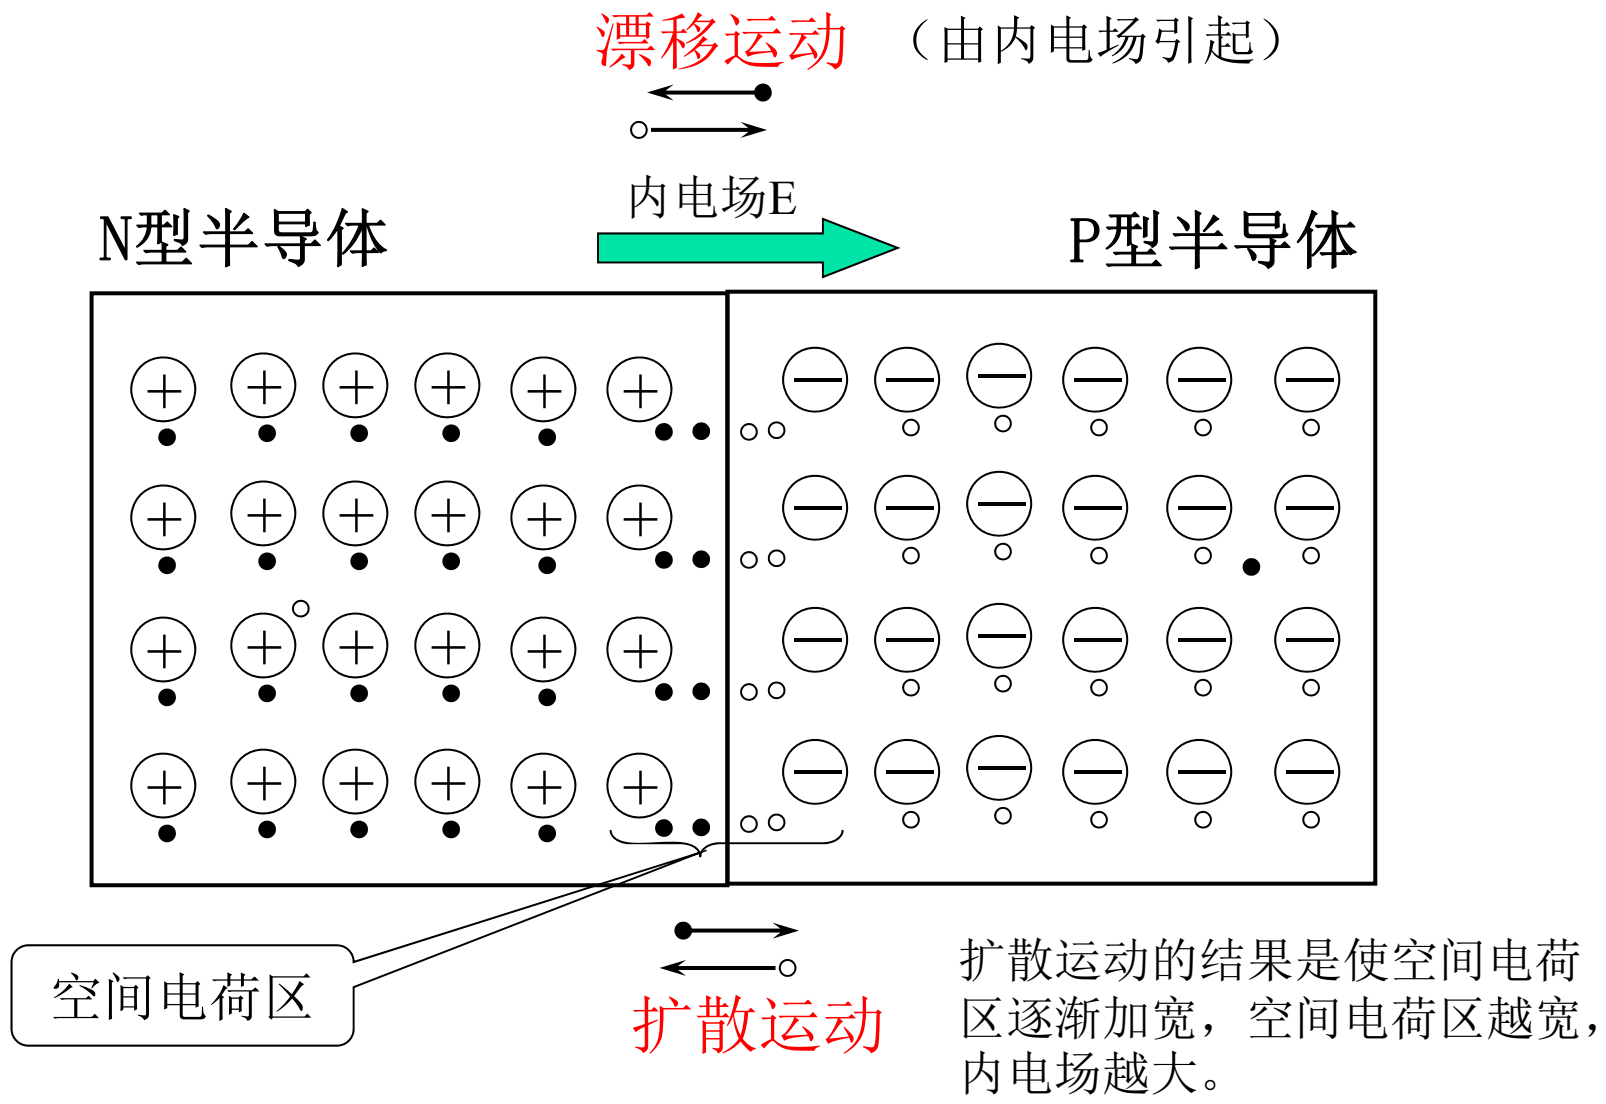 漂移运动 （由内电场引起）
内电场E
N型半导体
P型半导体
空间电荷区
扩散运动
扩散运动的结果是使空间电荷
区逐渐加宽，空间电荷区越宽，
内电场越大。